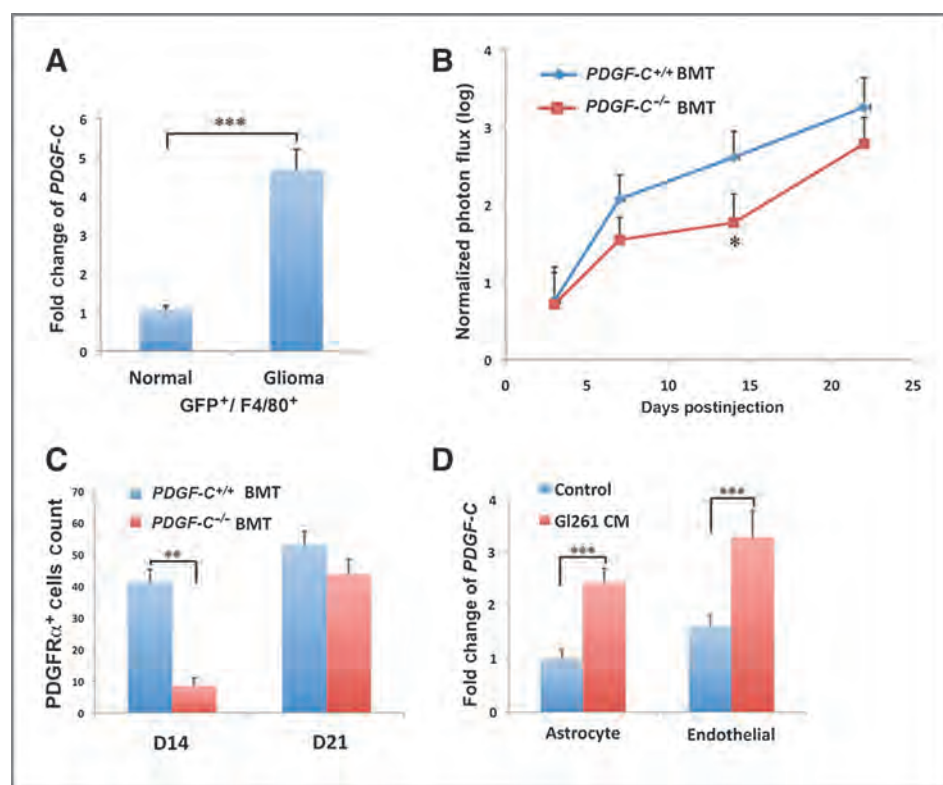 A
Fold change of PDGF-C
6
5
4
3
2
1
0
***
Normal Glioma
GFP+/ F4/80+
B
Normalized photon flux (log)
4
3
2
1
0
PDGF-C+/+ BMT
PDGF-C−/− BMT
*
0 5 10 15 20 25
Days postinjection
C
PDGFRα+ cells count
70
60
50
40
30
20
10
0
PDGF-C+/+ BMT
PDGF-C−/− BMT
**
D14 D21
D
Fold change of PDGF-C
4
3
2
1
0
Control
Gl261 CM
***
***
Astrocyte Endothelial